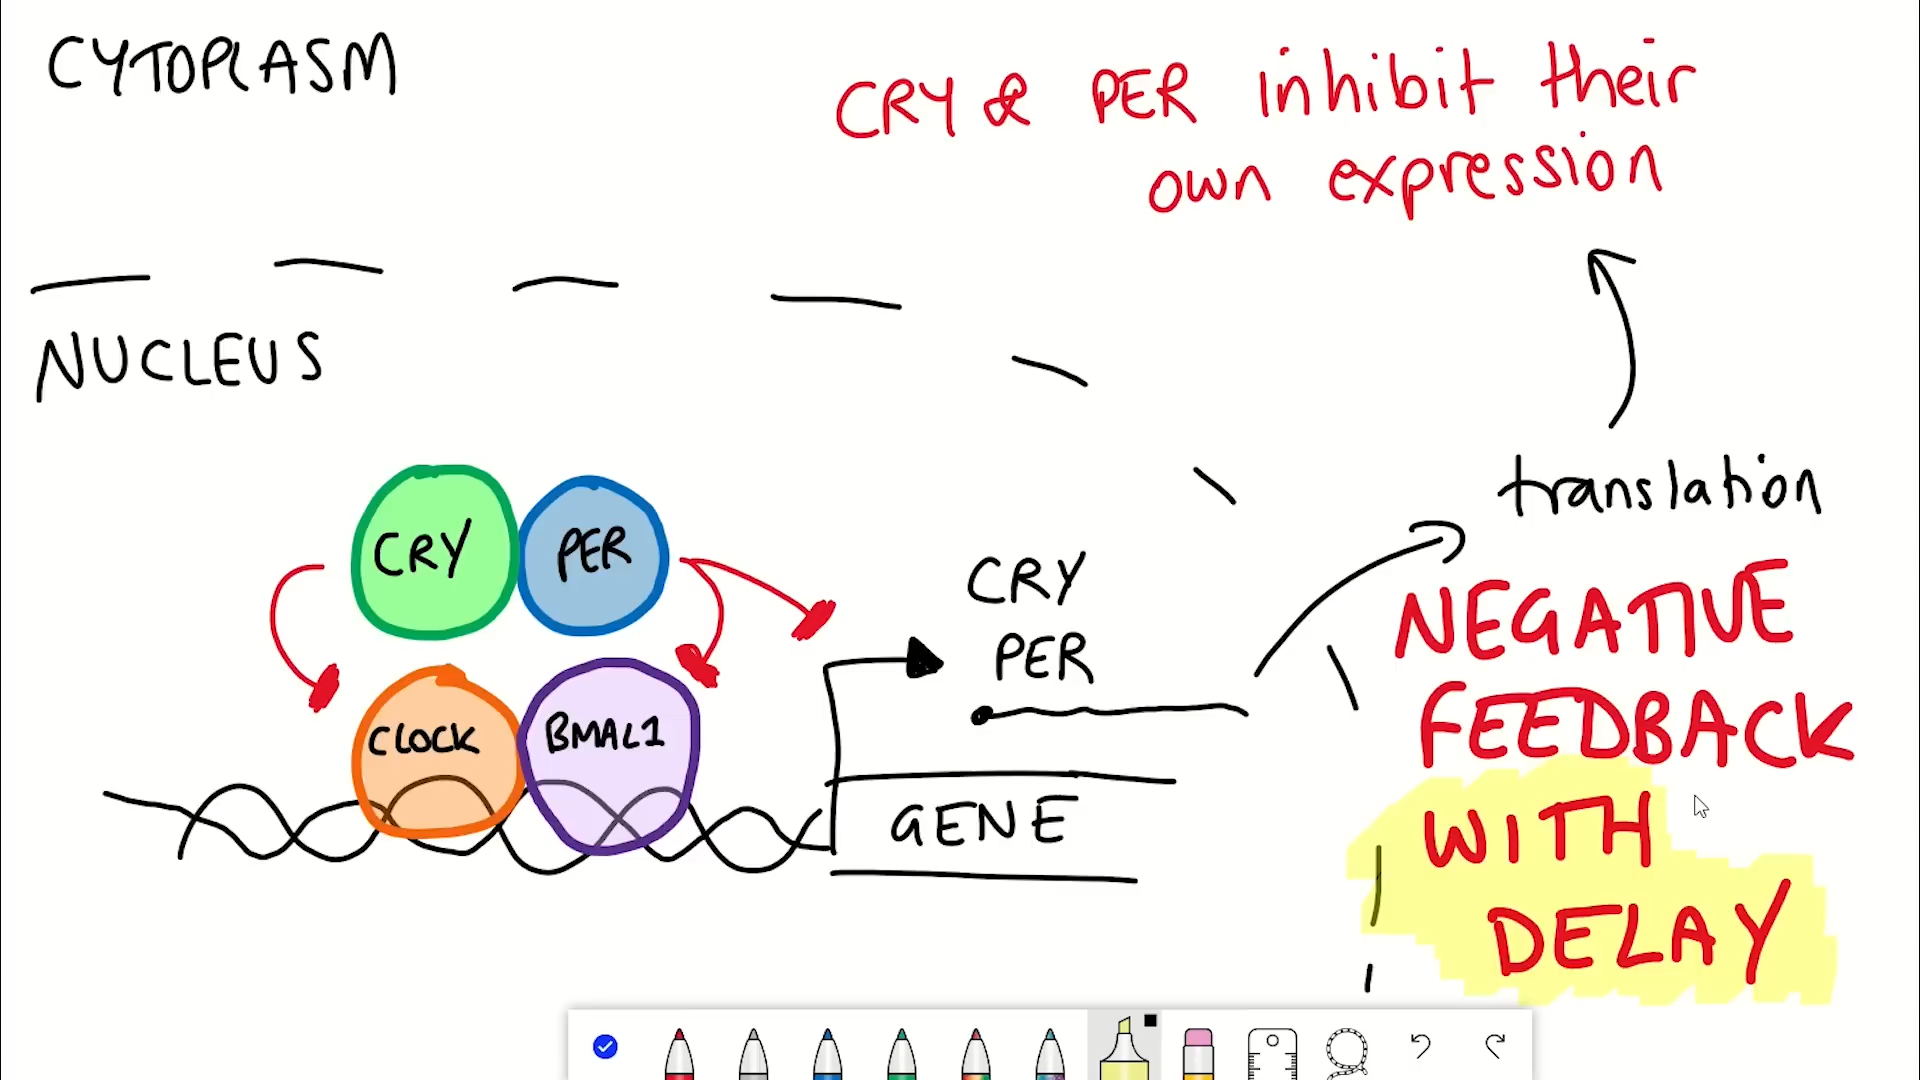 CYTOPLASM
CRY & PER inhibit their
own expression
NUCLEUS
translation
CRY PER
CRY
PER
CLOCK BMAL1
GENE
NEGATIVE
FEEDBACK
WITH
DELAY